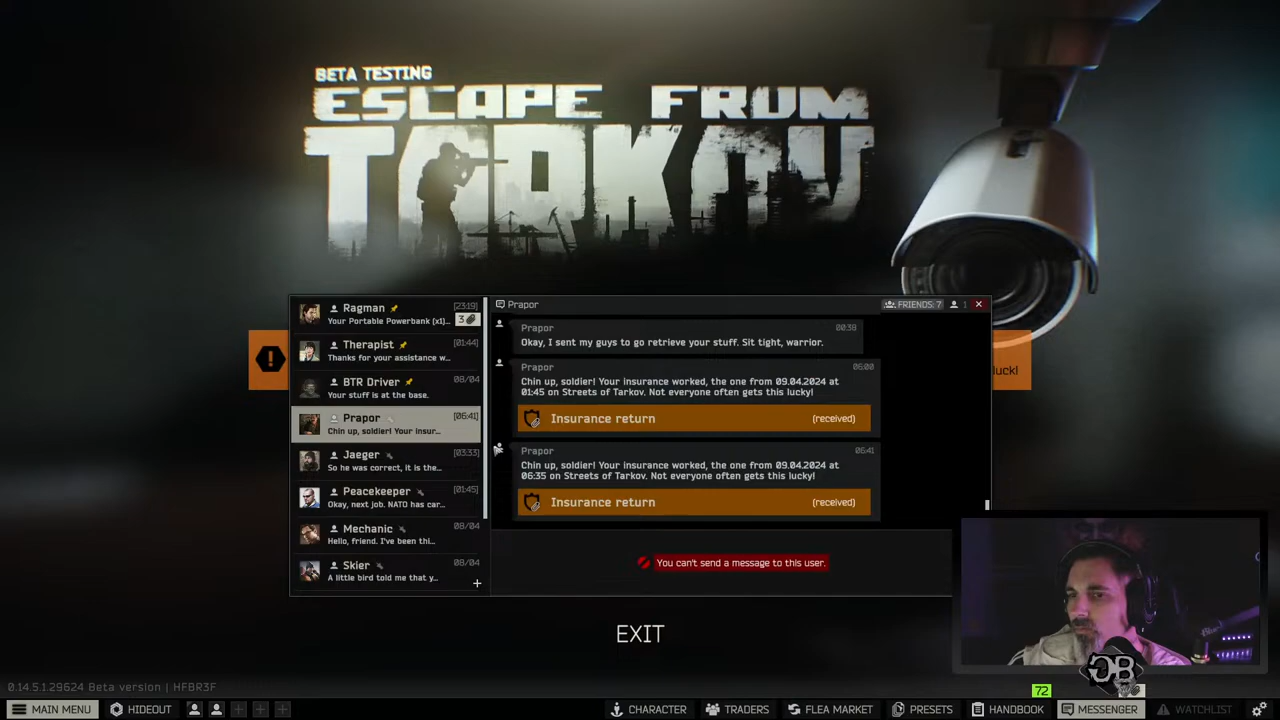 BETA TESTING
ESCAPE FROM
TARKOV
Ragman
[23:19]
Your Portable Powerbank (x1)...
3
Therapist
[01:44]
Thanks for your assistance w...
BTR Driver
08/04
Your stuff is at the base.
Prapor
[06:41]
Chin up, soldier! Your insur...
Jaeger
[03:33]
So he was correct, it is the...
Peacekeeper
[01:45]
Okay, next job. NATO has car...
Mechanic
08/04
Hello, friend. I've been thi...
Skier
08/04
A little bird told me that y...
+
Prapor
FRIENDS: 7
1
Prapor
00:38
Okay, I sent my guys to go retrieve your stuff. Sit tight, warrior.
Prapor
06:00
Chin up, soldier! Your insurance worked, the one from 09.04.2024 at
01:45 on Streets of Tarkov. Not everyone often gets this lucky!
Insurance return
(received)
Prapor
06:41
Chin up, soldier! Your insurance worked, the one from 09.04.2024 at
06:35 on Streets of Tarkov. Not everyone often gets this lucky!
Insurance return
(received)
You can't send a message to this user.
luck!
EXIT
CB
0.14.5.1.29624 Beta version | HFBR3F
72
MAIN MENU
HIDEOUT
CHARACTER
TRADERS
FLEA MARKET
PRESETS
HANDBOOK
MESSENGER
WATCHLIST